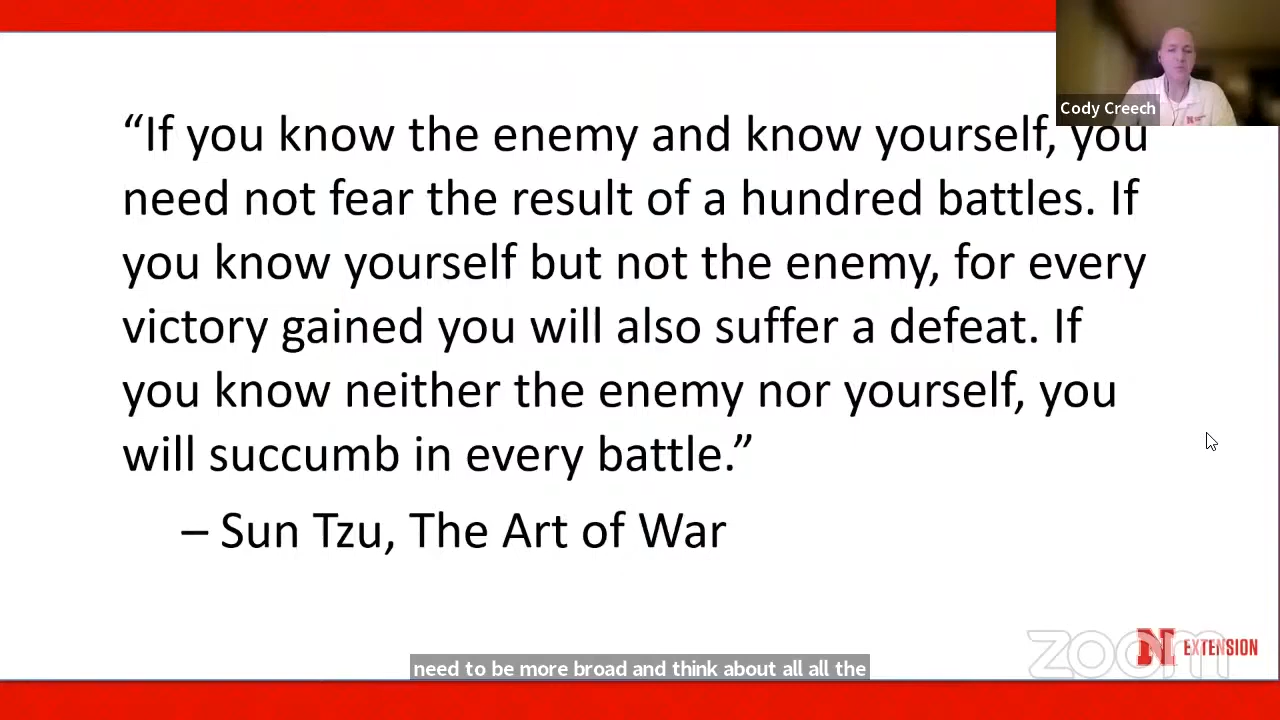 Cody Creech
“If you know the enemy and know yourself, you
need not fear the result of a hundred battles. If
you know yourself but not the enemy, for every
victory gained you will also suffer a defeat. If
you know neither the enemy nor yourself, you
will succumb in every battle.”
– Sun Tzu, The Art of War
zoom
N EXTENSION
need to be more broad and think about all all the